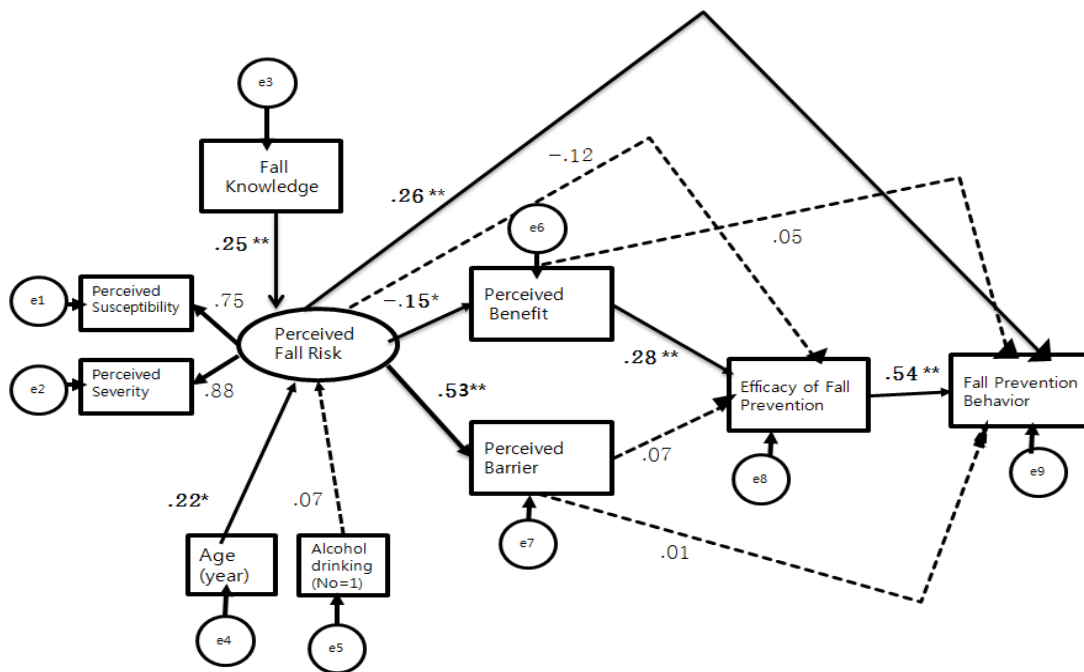 e3
Fall
Knowledge
-.12
.26 **
.25 **
e6
.05
e1
Perceived
Susceptibility
.75
-.15*
Perceived
Benefit
Perceived
Fall Risk
.28 **
e2
Perceived
Severity
.88
.53**
Efficacy of Fall
Prevention
.54 **
Fall Prevention
Behavior
Perceived
Barrier
.07
e8
e9
.22*
.07
e7
.01
Age
(year)
Alcohol
drinking
(No=1)
e4
e5